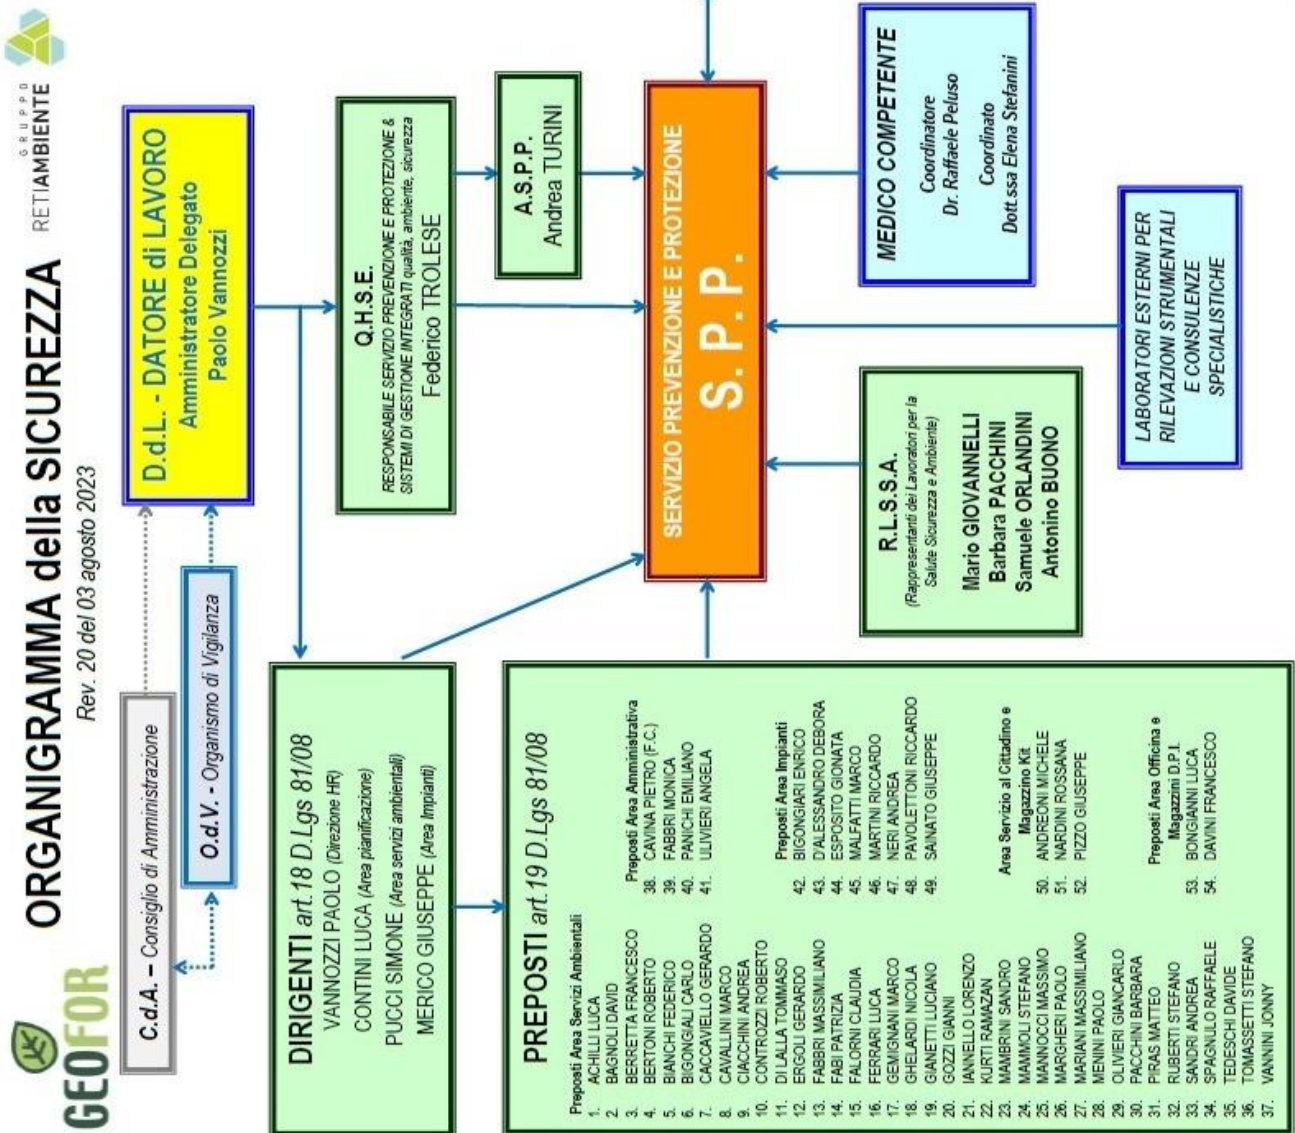 GEOFOR
ORGANIGRAMMA della SICUREZZA
Rev. 20 del 03 agosto 2023
GRUPPO
RETIAMBIENTE
C.d.A. – Consiglio di Amministrazione
O.d.V. - Organismo di Vigilanza
D.d.L. - DATORE di LAVORO
Amministratore Delegato
Paolo Vannozzi
DIRIGENTI art.18 D.Lgs 81/08
VANNOZZI PAOLO (Direzione HR)
CONTINI LUCA (Area pianificazione)
PUCCI SIMONE (Area servizi ambientali)
MERICO GIUSEPPE (Area Impianti)
Q.H.S.E.
RESPONSABILE SERVIZIO PREVENZIONE E PROTEZIONE &
SISTEMI DI GESTIONE INTEGRATI qualità, ambiente, sicurezza
Federico TROLESE
A.S.P.P.
Andrea TURINI
PREPOSTI art.19 D.Lgs 81/08
Preposti Area Servizi Ambientali
1. ACHILLI LUCA
2. BAGNOLI DAVID
3. BERRETTA FRANCESCO
4. BERTONI ROBERTO
5. BIANCHI FEDERICO
6. BIGONGIALI CARLO
7. CACCAVIELLO GERARDO
8. CAVALLINI MARCO
9. CIACCHINI ANDREA
10. CONTROZZI ROBERTO
11. DI LALLA TOMMASO
12. ERGOLI GERARDO
13. FABBRI MASSIMILIANO
14. FABI PATRIZIA
15. FALORNI CLAUDIA
16. FERRARI LUCA
17. GEMIGNANI MARCO
18. GHELARDI NICOLA
19. GIANETTI LUCIANO
20. GOZZI GIANNI
21. IANNELLO LORENZO
22. KURTI RAMAZAN
23. MAMBRINI SANDRO
24. MAMMOLI STEFANO
25. MANNOCCI MASSIMO
26. MARGHERI PAOLO
27. MARIANI MASSIMILIANO
28. MENINI PAOLO
29. OLIVIERI GIANCARLO
30. PACCHINI BARBARA
31. PIRAS MATTEO
32. RUBERTI STEFANO
33. SANDRI ANDREA
34. SPAGNULO RAFFAELE
35. TEDESCHI DAVIDE
36. TOMASSETTI STEFANO
37. VANNINI JONNY
Preposti Area Amministrativa
38. CAVINA PIETRO (F.C.)
39. FABBRI MONICA
40. PANICHI EMILIANO
41. ULIVIERI ANGELA
Preposti Area Impianti
42. BIGONGIARI ENRICO
43. D'ALESSANDRO DEBORA
44. ESPOSITO GIONATA
45. MALFATTI MARCO
46. MARTINI RICCARDO
47. NERI ANDREA
48. PAVOLETTONI RICCARDO
49. SAINATO GIUSEPPE
Area Servizio al Cittadino e
Magazzino Kit
50. ANDREONI MICHELE
51. NARDINI ROSSANA
52. PIZZO GIUSEPPE
Preposti Area Officina e
Magazzini D.P.I.
53. BONGIANNI LUCA
54. DAVINI FRANCESCO
SERVIZIO PREVENZIONE E PROTEZIONE
S. P. P.
R.L.S.S.A.
(Rappresentanti dei Lavoratori per la
Salute Sicurezza e Ambiente)
Mario GIOVANNELLI
Barbara PACCHINI
Samuele ORLANDINI
Antonino BUONO
MEDICO COMPETENTE
Coordinatore
Dr. Raffaele Peluso
Coordinato
Dott.ssa Elena Stefanini
LABORATORI ESTERNI PER
RILEVAZIONI STRUMENTALI
E CONSULENZE
SPECIALISTICHE